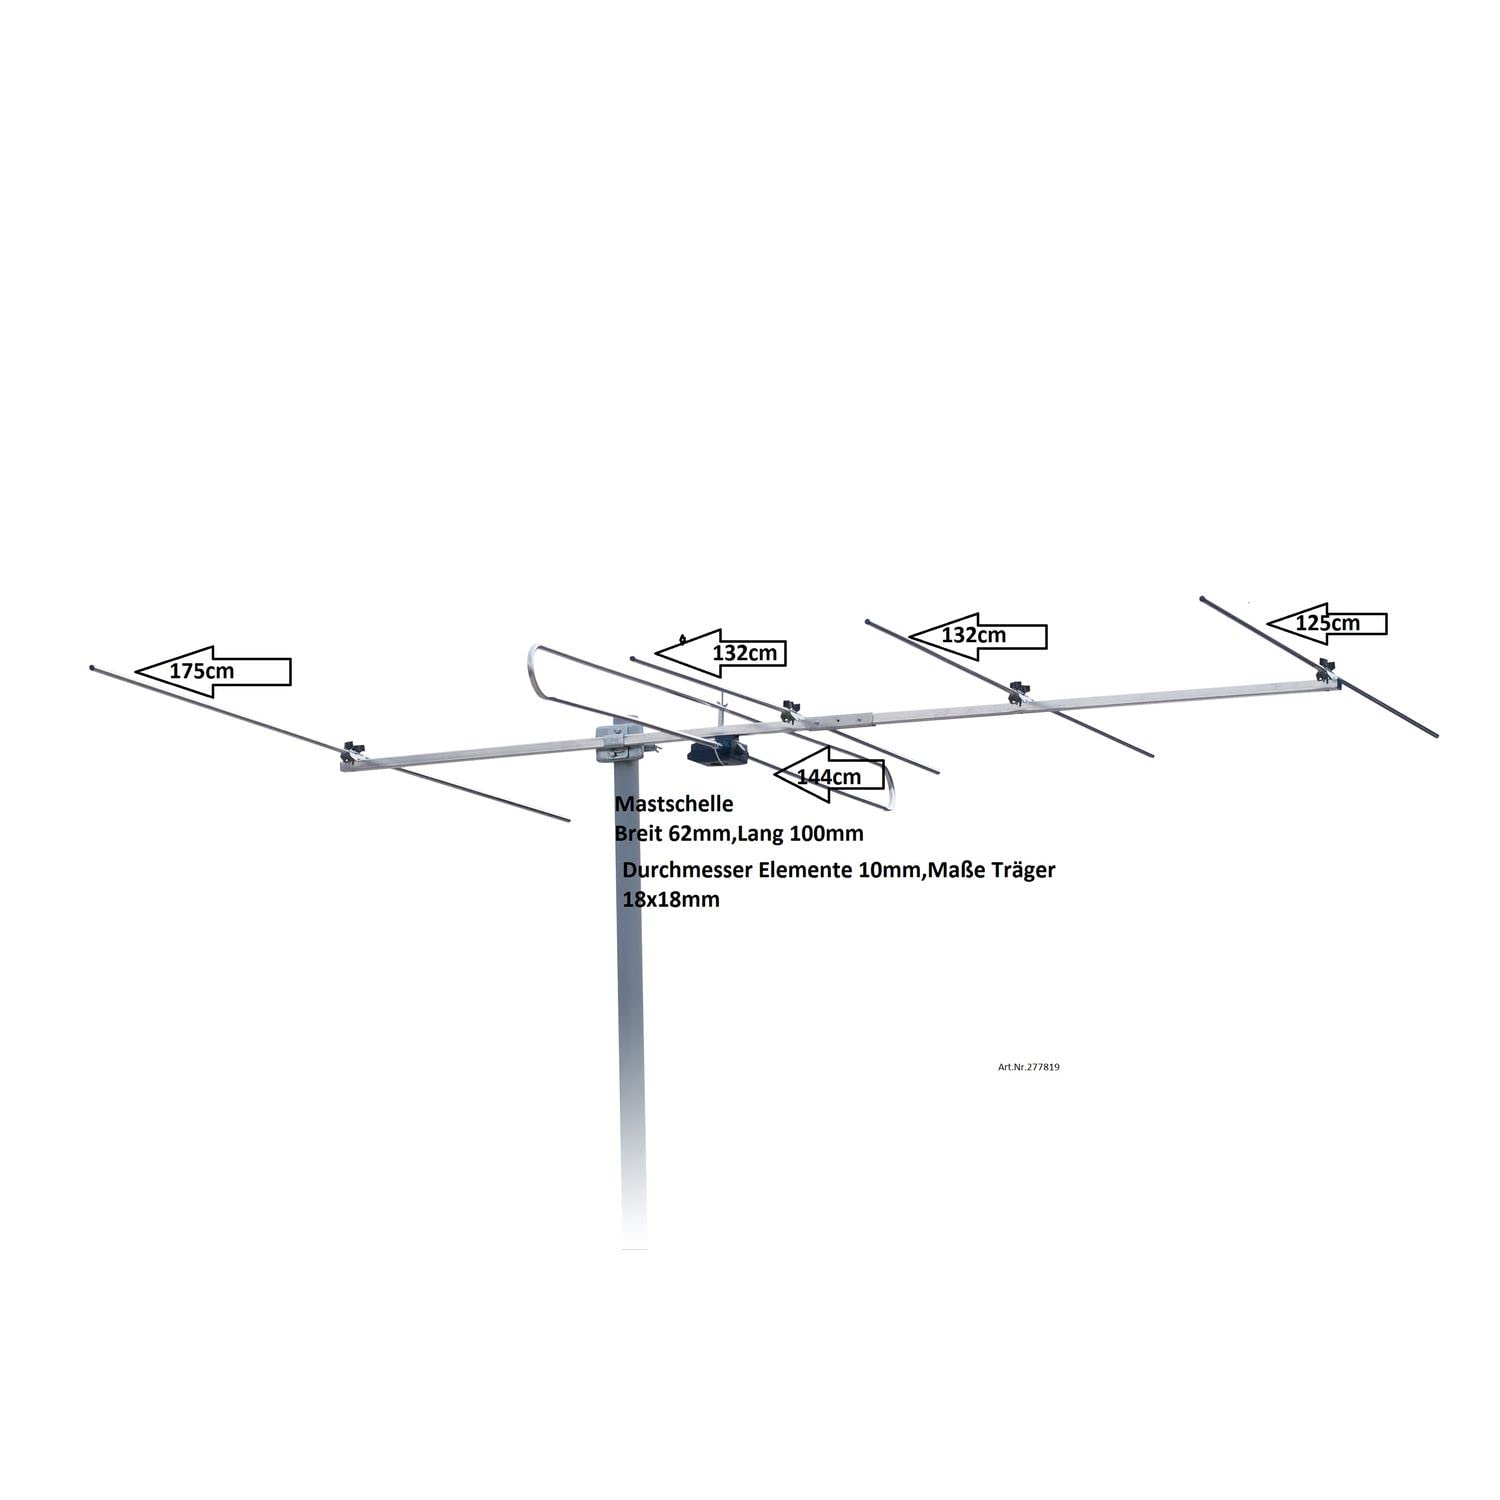 175cm
132cm
132cm
125cm
144cm
Mastschelle
Breit 62mm,Lang 100mm
Durchmesser Elemente 10mm,Maße Träger
18x18mm
Art.Nr.277819